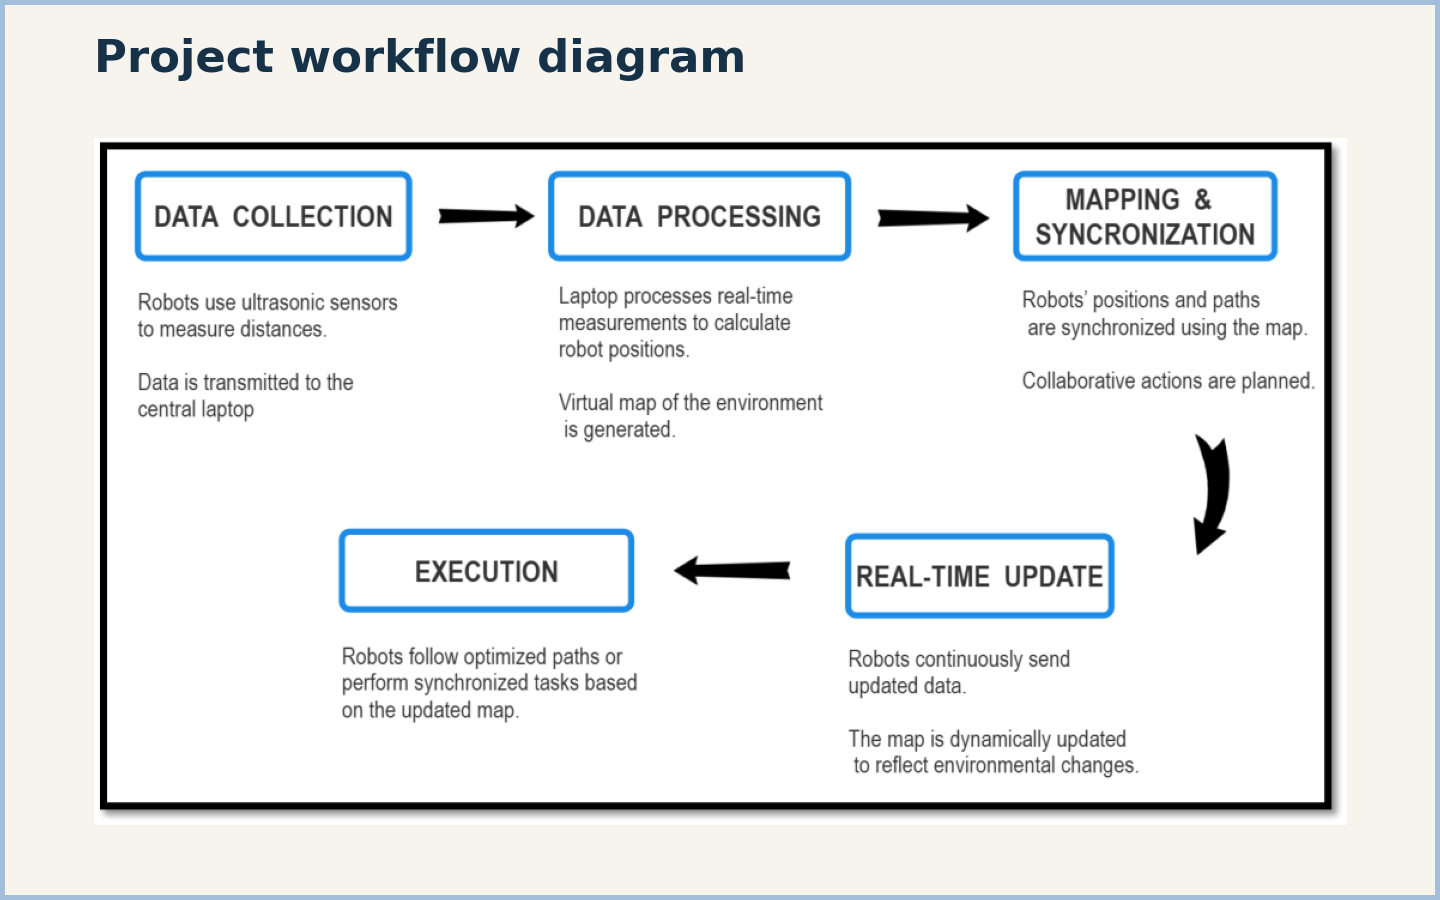 Project workflow diagram
DATA COLLECTION
Robots use ultrasonic sensors
to measure distances.
Data is transmitted to the
central laptop
DATA PROCESSING
Laptop processes real-time
measurements to calculate
robot positions.
Virtual map of the environment
is generated.
MAPPING &
SYNCRONIZATION
Robots’ positions and paths
are synchronized using the map.
Collaborative actions are planned.
REAL-TIME UPDATE
Robots continuously send
updated data.
The map is dynamically updated
to reflect environmental changes.
EXECUTION
Robots follow optimized paths or
perform synchronized tasks based
on the updated map.